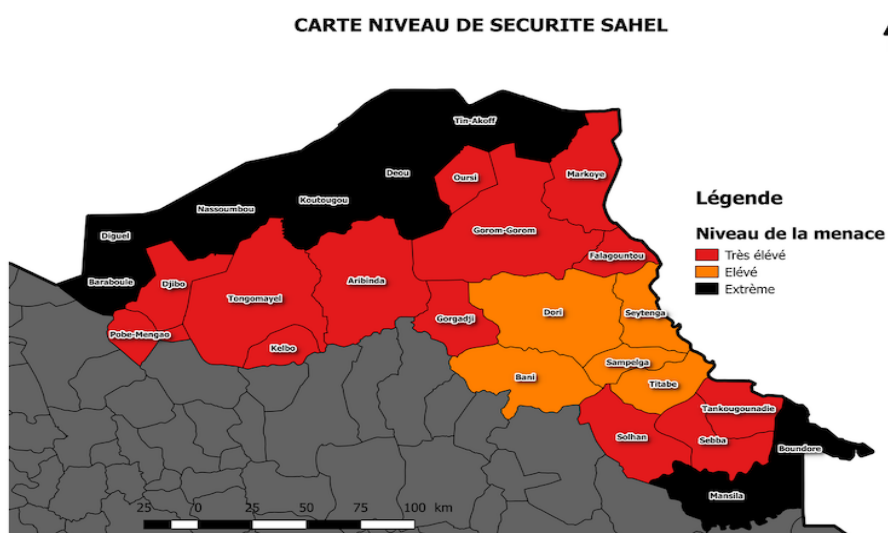 CARTE NIVEAU DE SECURITE SAHEL
Tin-Akoff
Deou
Oursi
Markoye
Koutougou
Nassoumbou
Gorom-Gorom
Diguel
Falagountou
Baraboule
Djibo
Aribinda
Tongomayel
Gorgadji
Dori
Seytenga
Pobe-Mengao
Kelbo
Bani
Sampelga
Titabe
Tankougounadie
Solhan
Sebba
Boundore
Mansila
Légende
Niveau de la menace
Très élévé
Elévé
Extrème
25 0 25 50 75 100 km